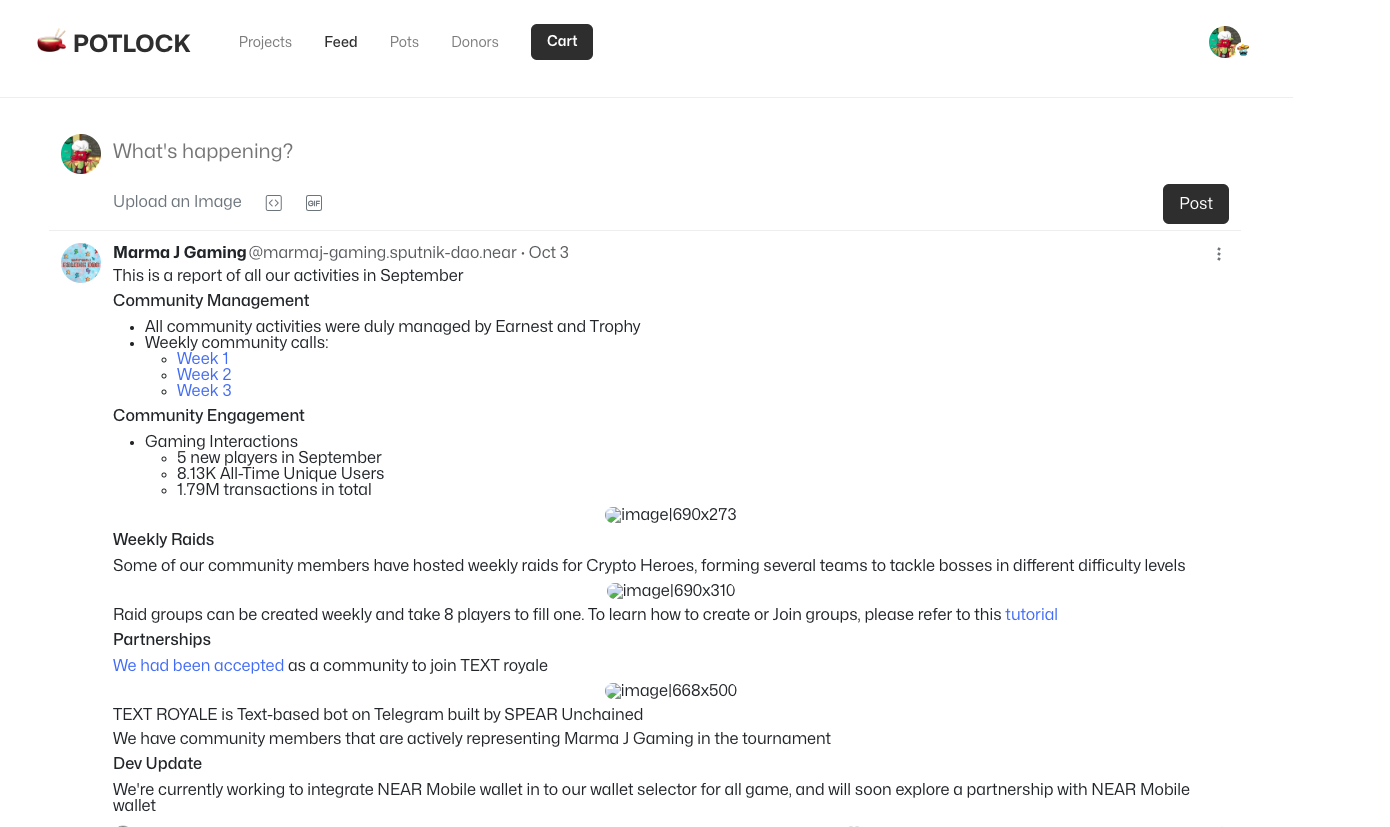 POTLOCK
Projects
Feed
Pots
Donors
Cart
What's happening?
Upload an Image
GIF
Post
Marma J Gaming @marmaj-gaming.sputnik-dao.near • Oct 3
This is a report of all our activities in September
Community Management
All community activities were duly managed by Earnest and Trophy
Weekly community calls:
Week 1
Week 2
Week 3
Community Engagement
Gaming Interactions
5 new players in September
8.13K All-Time Unique Users
1.79M transactions in total
image|690x273
Weekly Raids
Some of our community members have hosted weekly raids for Crypto Heroes, forming several teams to tackle bosses in different difficulty levels
image|690x310
Raid groups can be created weekly and take 8 players to fill one. To learn how to create or Join groups, please refer to this tutorial
Partnerships
We had been accepted as a community to join TEXT royale
image|668x500
TEXT ROYALE is Text-based bot on Telegram built by SPEAR Unchained
We have community members that are actively representing Marma J Gaming in the tournament
Dev Update
We're currently working to integrate NEAR Mobile wallet in to our wallet selector for all game, and will soon explore a partnership with NEAR Mobile
wallet